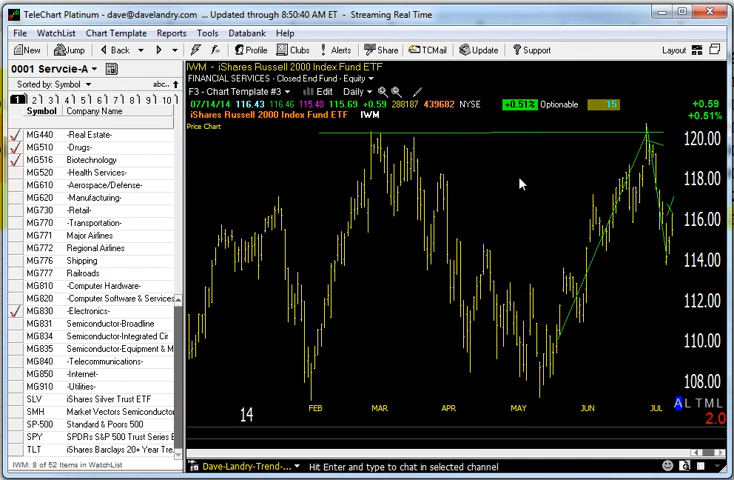 TeleChart Platinum - dave@davelandry.com ... Updated through 8:50:40 AM ET - Streaming Real Time
File WatchList Chart Template Reports Tools Databank Help
New Jump Back Profile Clubs Alerts Share TCMail Update Support Layout
0001 Servcie-A
Sorted by: Symbol abc..
1 2 3 4 5 6 7 8 9 10
Symbol Company Name
MG440 -Real Estate-
MG510 -Drugs-
MG516 Biotechnology
MG520 -Health Services-
MG610 -Aerospace/Defense-
MG620 -Manufacturing-
MG730 -Retail-
MG770 -Transportation-
MG771 Major Airlines
MG772 Regional Airlines
MG776 Shipping
MG777 Railroads
MG810 -Computer Hardware-
MG820 -Computer Software & Services
MG830 -Electronics-
MG831 Semiconductor-Broadline
MG834 Semiconductor-Integrated Cir
MG835 Semiconductor-Equipment & M
MG840 -Telecommunications-
MG850 -Internet-
MG910 -Utilities-
SLV iShares Silver Trust ETF
SMH Market Vectors Semiconductor
SP-500 Standard & Poors 500
SPY SPDRs S&P 500 Trust Series E
TLT iShares Barclays 20+ Year Tre..
IWM: 8 of 52 Items in WatchList
IWM - iShares Russell 2000 Index Fund ETF
FINANCIAL SERVICES - Closed End Fund - Equity
F3 - Chart Template #3 Edit Daily
07/14/14 116.43 116.46 115.40 115.69 +0.59 288187 439682 NYSE +0.51% Optionable 15 +0.59
iShares Russell 2000 Index Fund ETF IWM +0.51%
Price Chart
120.00
118.00
116.00
114.00
112.00
110.00
108.00
A L T M L
14 FEB MAR APR MAY JUN JUL
2.0
Dave-Landry-Trend-... Hit Enter and type to chat in selected channel